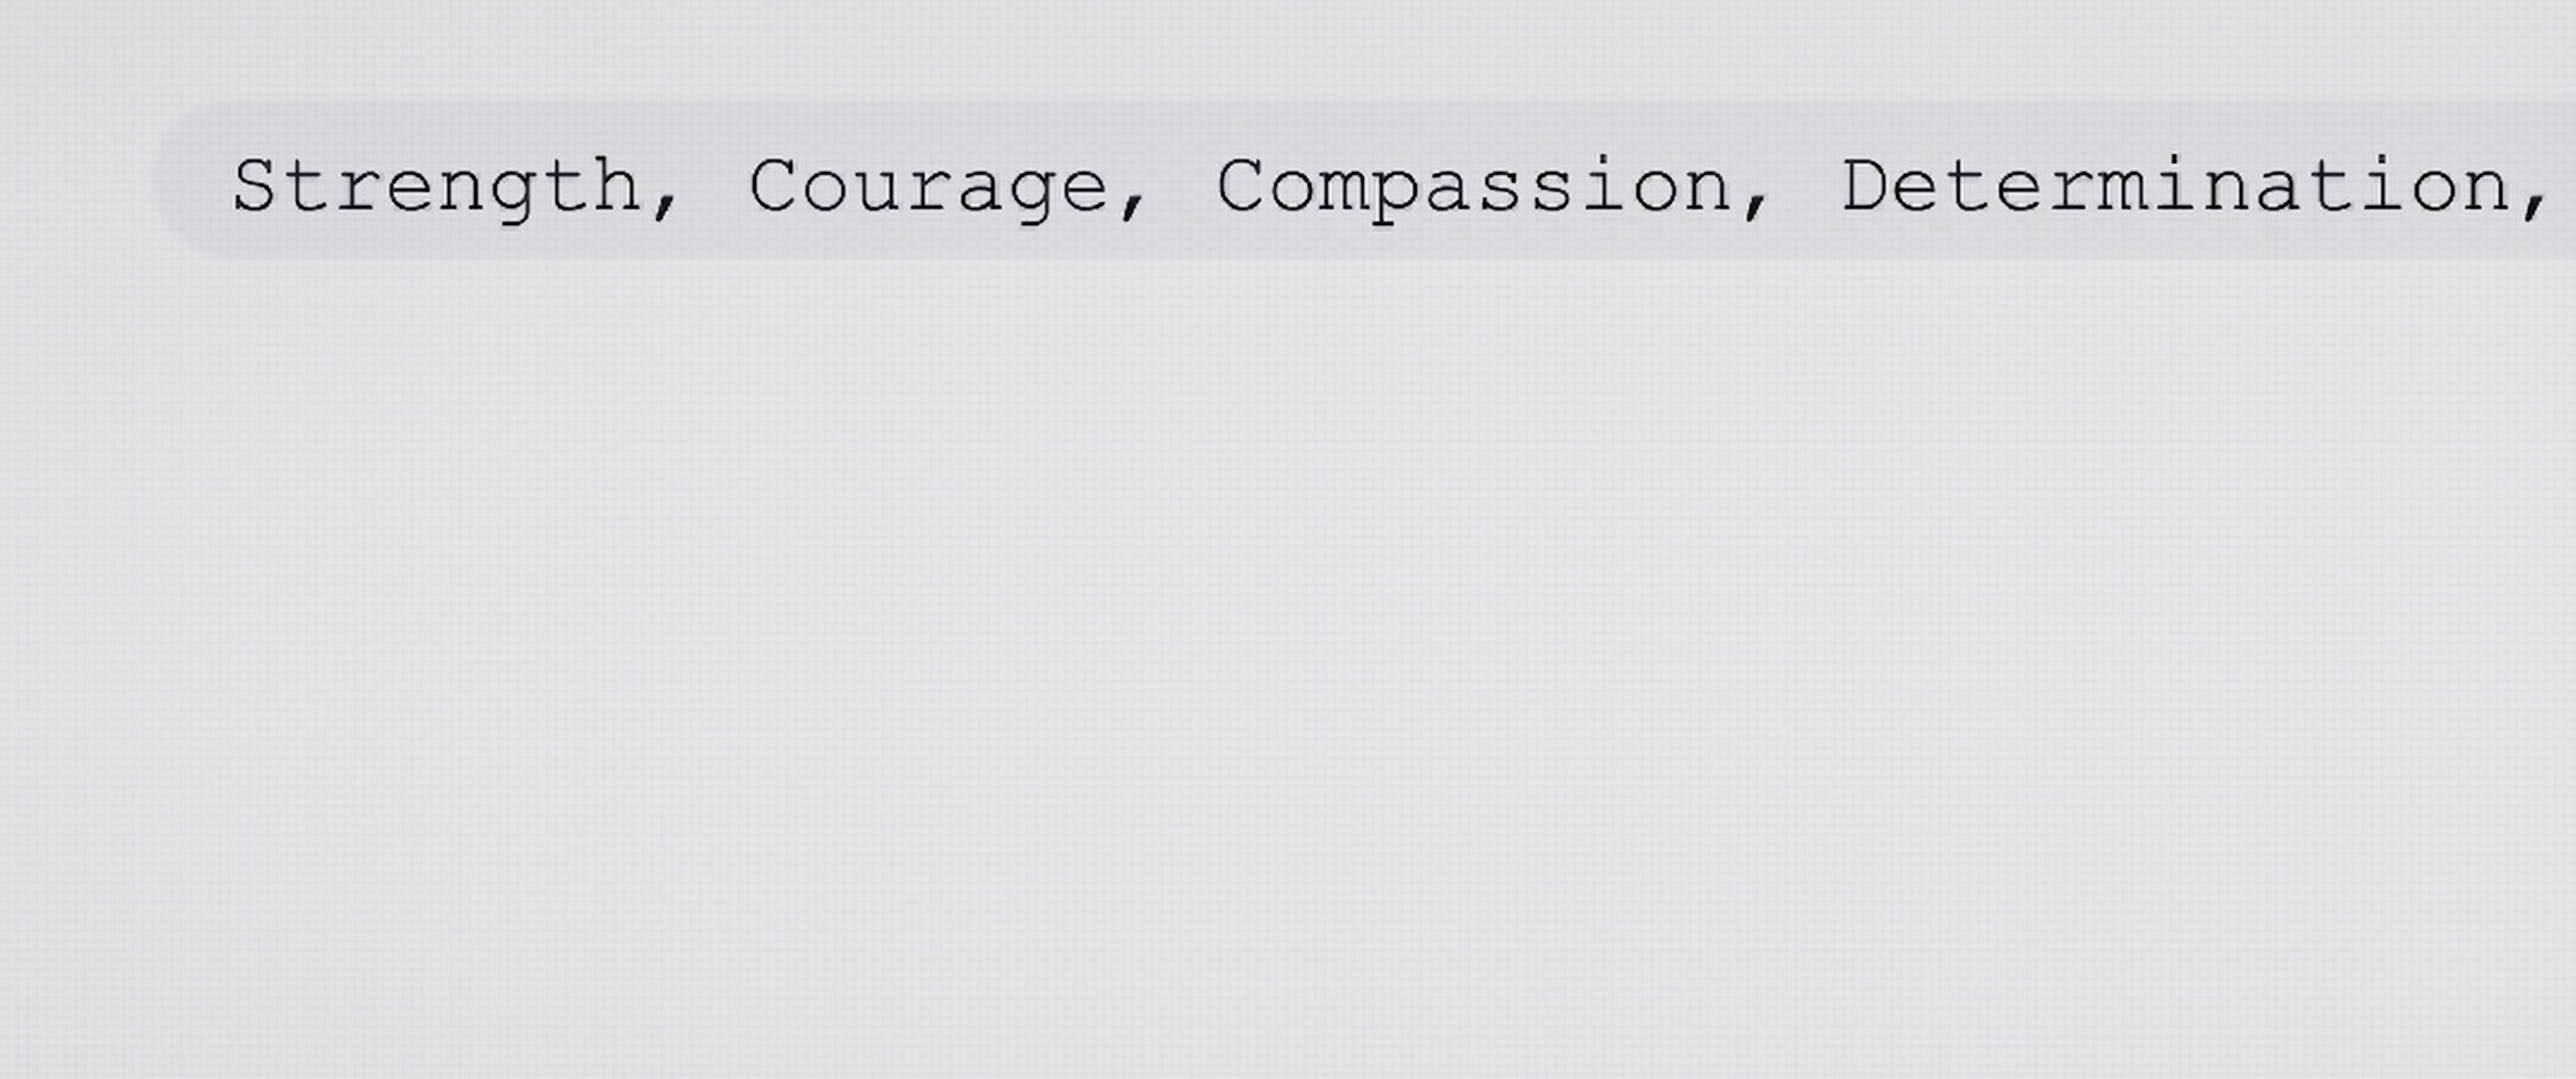 Strength, Courage, Compassion, Determination,